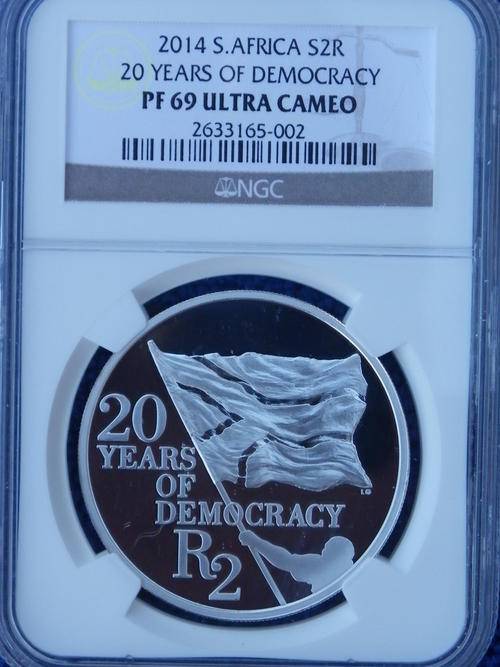 2014 S.AFRICA S2R
20 YEARS OF DEMOCRACY
PF 69 ULTRA CAMEO
2633165-002
NGC
20
YEARS
OF
DEMOCRACY
R2